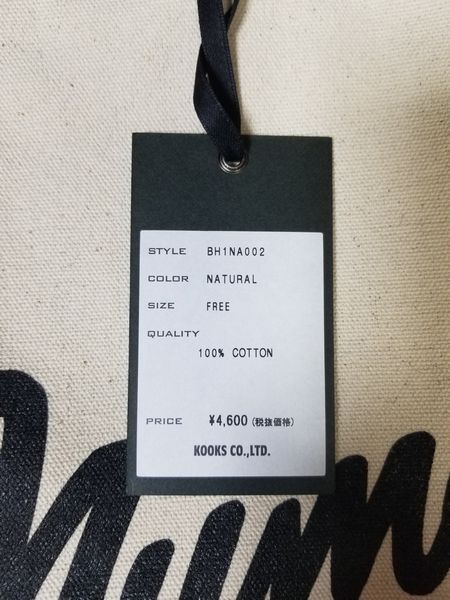 STYLE BH1NA002
COLOR NATURAL
SIZE FREE
QUALITY
100% COTTON
PRICE ¥4,600 (税抜価格)
KOOKS CO.,LTD.